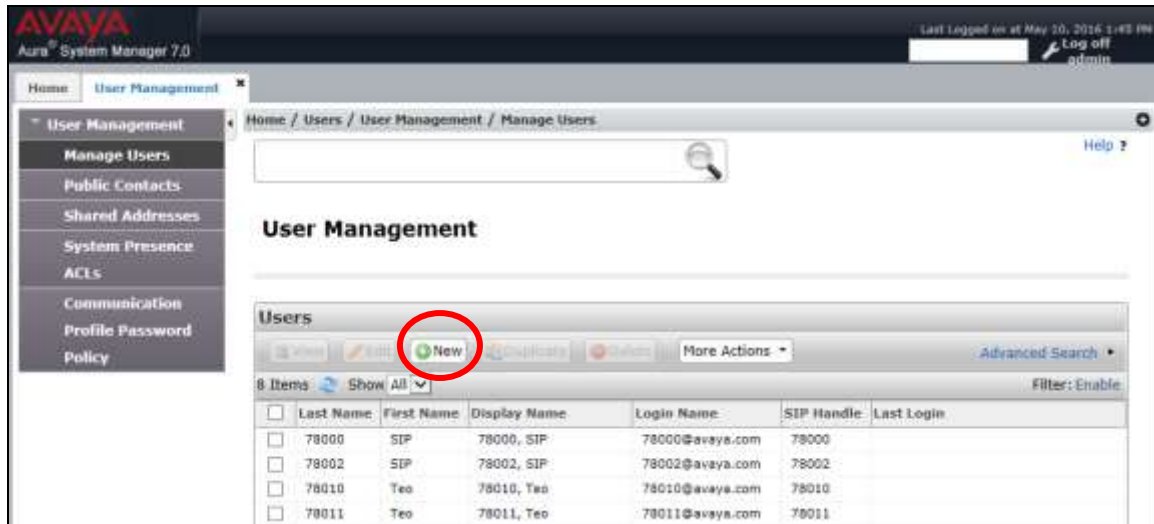 AVAYA
Last Logged on at May 10, 2016 1:45 PM
Aura® System Manager 7.0
Log off
admin
Home User Management
User Management
Home / Users / User Management / Manage Users
Manage Users
Help ?
Public Contacts
Shared Addresses
System Presence
ACLs
Communication
Profile Password
Policy
User Management
Users
View Edit New Duplicate Delete More Actions
Advanced Search
8 Items Show All
Filter: Enable
Last Name First Name Display Name Login Name SIP Handle Last Login
78000 SIP 78000, SIP 78000@avaya.com 78000
78002 SIP 78002, SIP 78002@avaya.com 78002
78010 Teo 78010, Teo 78010@avaya.com 78010
78011 Teo 78011, Teo 78011@avaya.com 78011